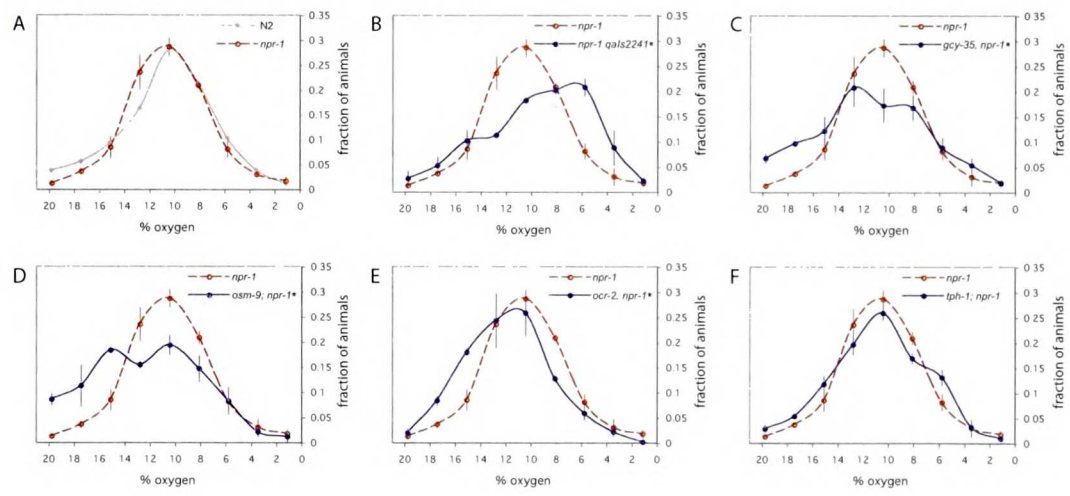 A
N2
npr-1
0.35
0.3
0.25
0.2
0.15
0.1
0.05
0
fraction of animals
20 18 16 14 12 10 8 6 4 2 0
% oxygen
B
npr-1
npr-1 qaIs2241*
0.35
0.3
0.25
0.2
0.15
0.1
0.05
0
fraction of animals
20 18 16 14 12 10 8 6 4 2 0
% oxygen
C
npr-1
gcy-35, npr-1*
0.35
0.3
0.25
0.2
0.15
0.1
0.05
0
fraction of animals
20 18 16 14 12 10 8 6 4 2 0
% oxygen
D
npr-1
osm-9; npr-1*
0.35
0.3
0.25
0.2
0.15
0.1
0.05
0
fraction of animals
20 18 16 14 12 10 8 6 4 2 0
% oxygen
E
npr-1
ocr-2, npr-1*
0.35
0.3
0.25
0.2
0.15
0.1
0.05
0
fraction of animals
20 18 16 14 12 10 8 6 4 2 0
% oxygen
F
npr-1
tph-1; npr-1
0.35
0.3
0.25
0.2
0.15
0.1
0.05
0
fraction of animals
20 18 16 14 12 10 8 6 4 2 0
% oxygen